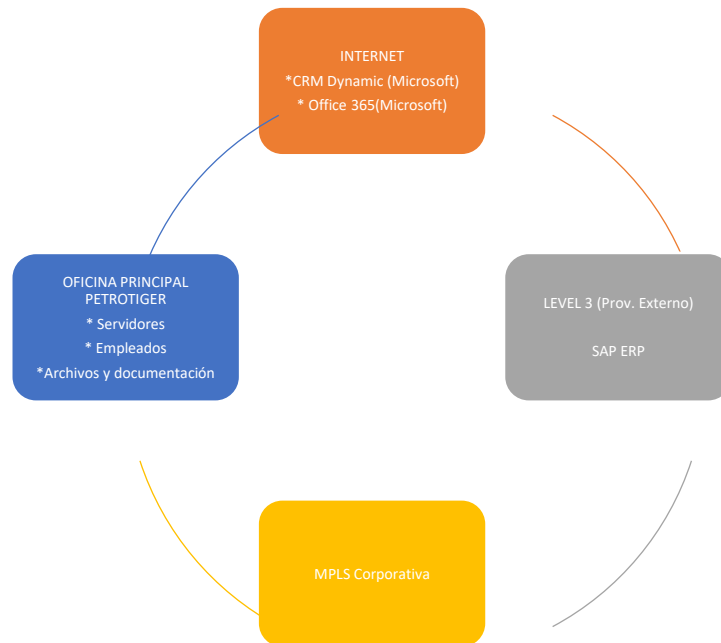 INTERNET
*CRM Dynamic (Microsoft)
* Office 365(Microsoft)
OFICINA PRINCIPAL
PETROTIGER
* Servidores
* Empleados
*Archivos y documentación
LEVEL 3 (Prov. Externo)
SAP ERP
MPLS Corporativa